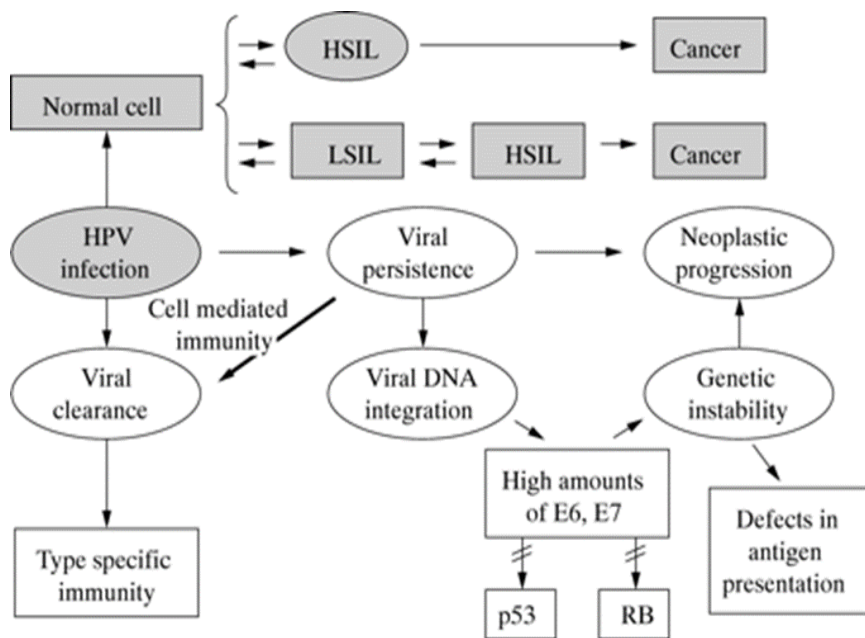 HSIL
Cancer
Normal cell
LSIL
HSIL
Cancer
HPV
infection
Viral
persistence
Neoplastic
progression
Cell mediated
immunity
Viral
clearance
Viral DNA
integration
Genetic
instability
High amounts
of E6, E7
Defects in
antigen
presentation
Type specific
immunity
p53
RB